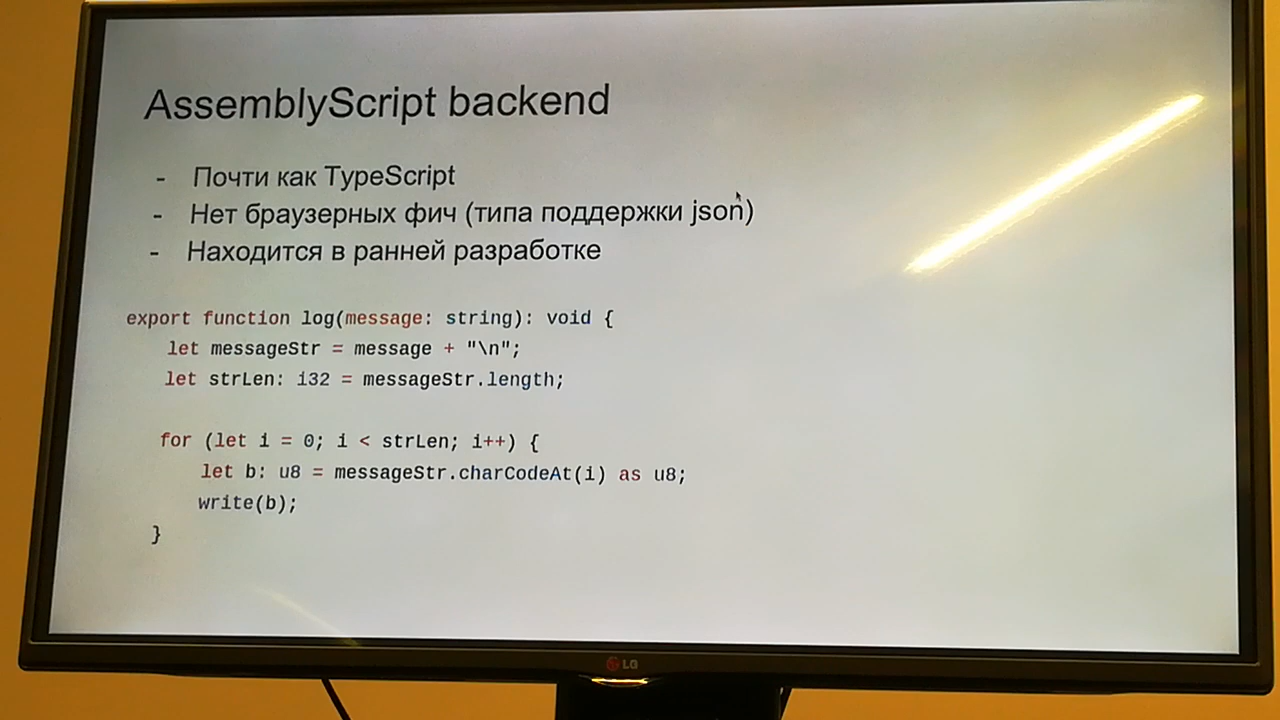 AssemblyScript backend
- Почти как TypeScript
- Нет браузерных фич (типа поддержки json)
- Находится в ранней разработке
export function log(message: string): void {
let messageStr = message + "\n";
let strLen: i32 = messageStr.length;
for (let i = 0; i < strLen; i++) {
let b: u8 = messageStr.charCodeAt(i) as u8;
write(b);
}
LG